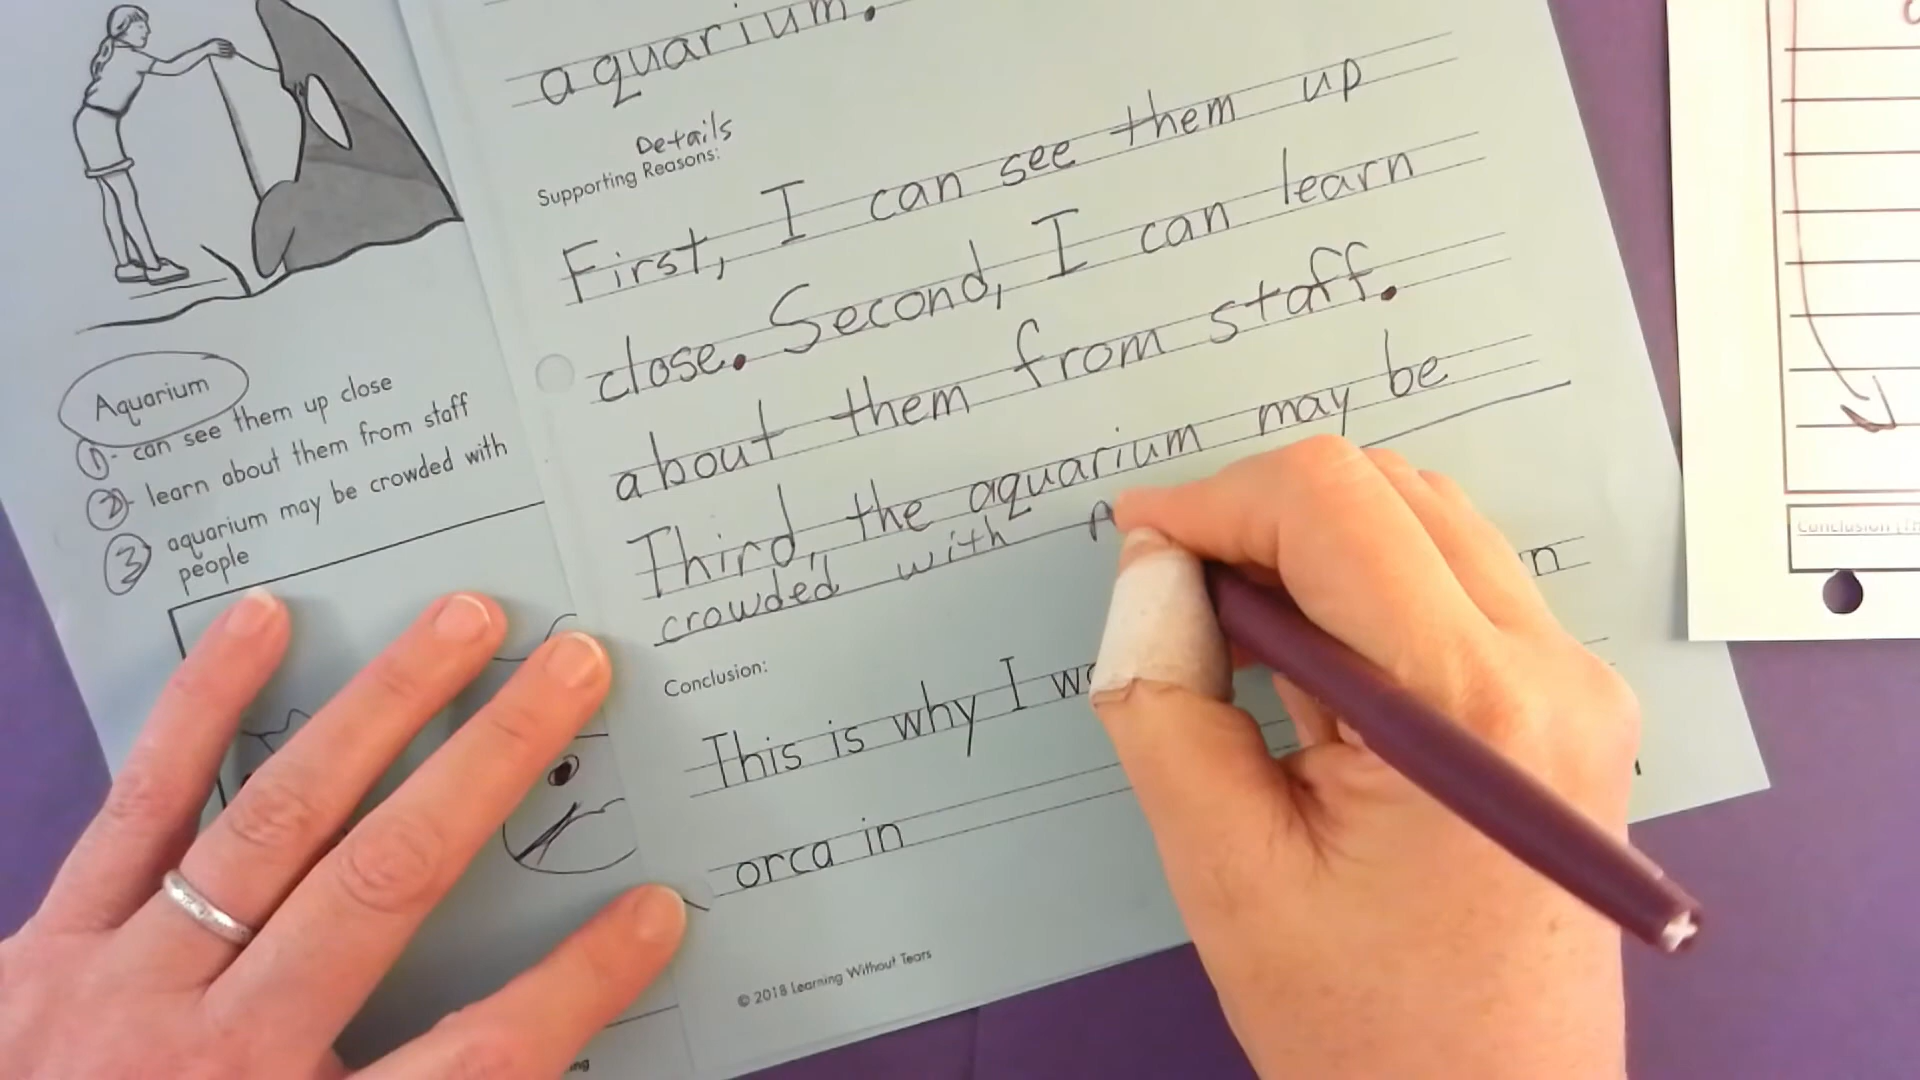 Aquarium
① - can see them up close
② - learn about them from staff
③ aquarium may be crowded with
people
aquarium.
Details
Supporting Reasons:
First, I can see them up
close. Second, I can learn
about them from staff.
Third, the aquarium may be
crowded with
Conclusion:
This is why I
orca in
© 2018 Learning Without Tears
Conclusion